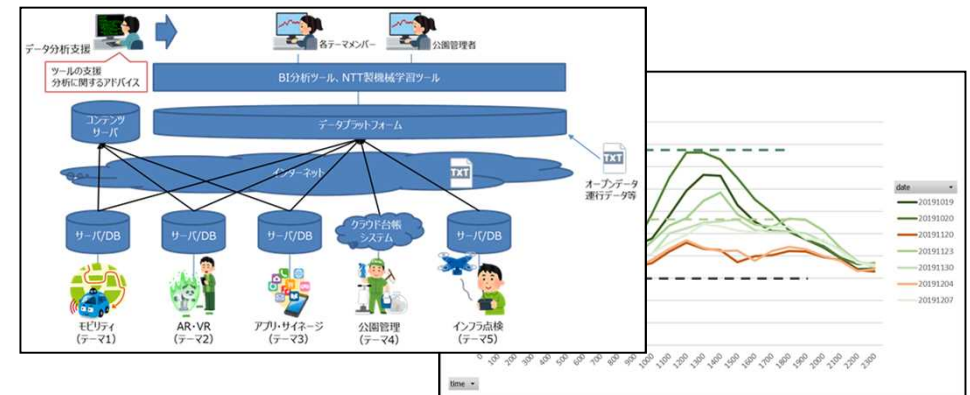 データ分析支援
各テーマメンバー
公園管理者
ツールの支援
分析に関するアドバイス
BI分析ツール、NTT製機械学習ツール
コンテンツ
サーバ
データプラットフォーム
インターネット
TXT
TXT
オープンデータ
運行データ等
サーバ/DB
サーバ/DB
サーバ/DB
クラウド台帳
システム
サーバ/DB
モビリティ
(テーマ1)
AR・VR
(テーマ2)
アプリ・サイネージ
(テーマ3)
公園管理
(テーマ4)
インフラ点検
(テーマ5)
date
20191019
20191020
20191120
20191123
20191130
20191204
20191207
0
100
200
300
400
500
600
700
800
900
1000
1100
1200
1300
1400
1500
1600
1700
1800
1900
2000
2100
2200
2300
time